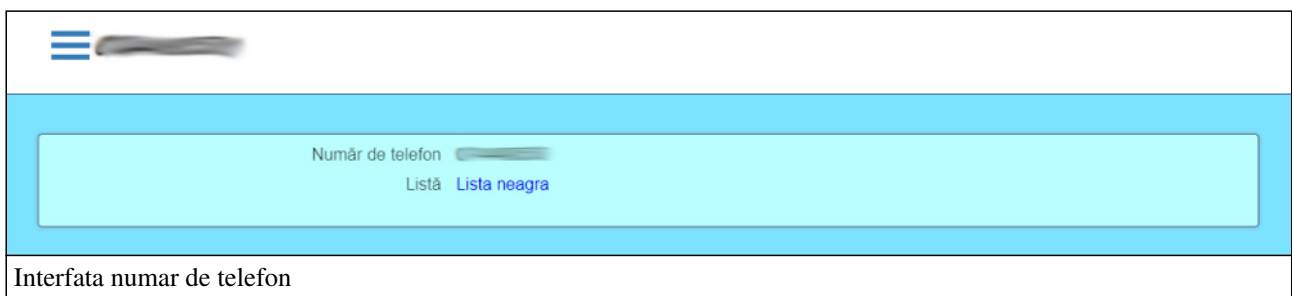 Număr de telefon
Listă Lista neagra
Interfata numar de telefon